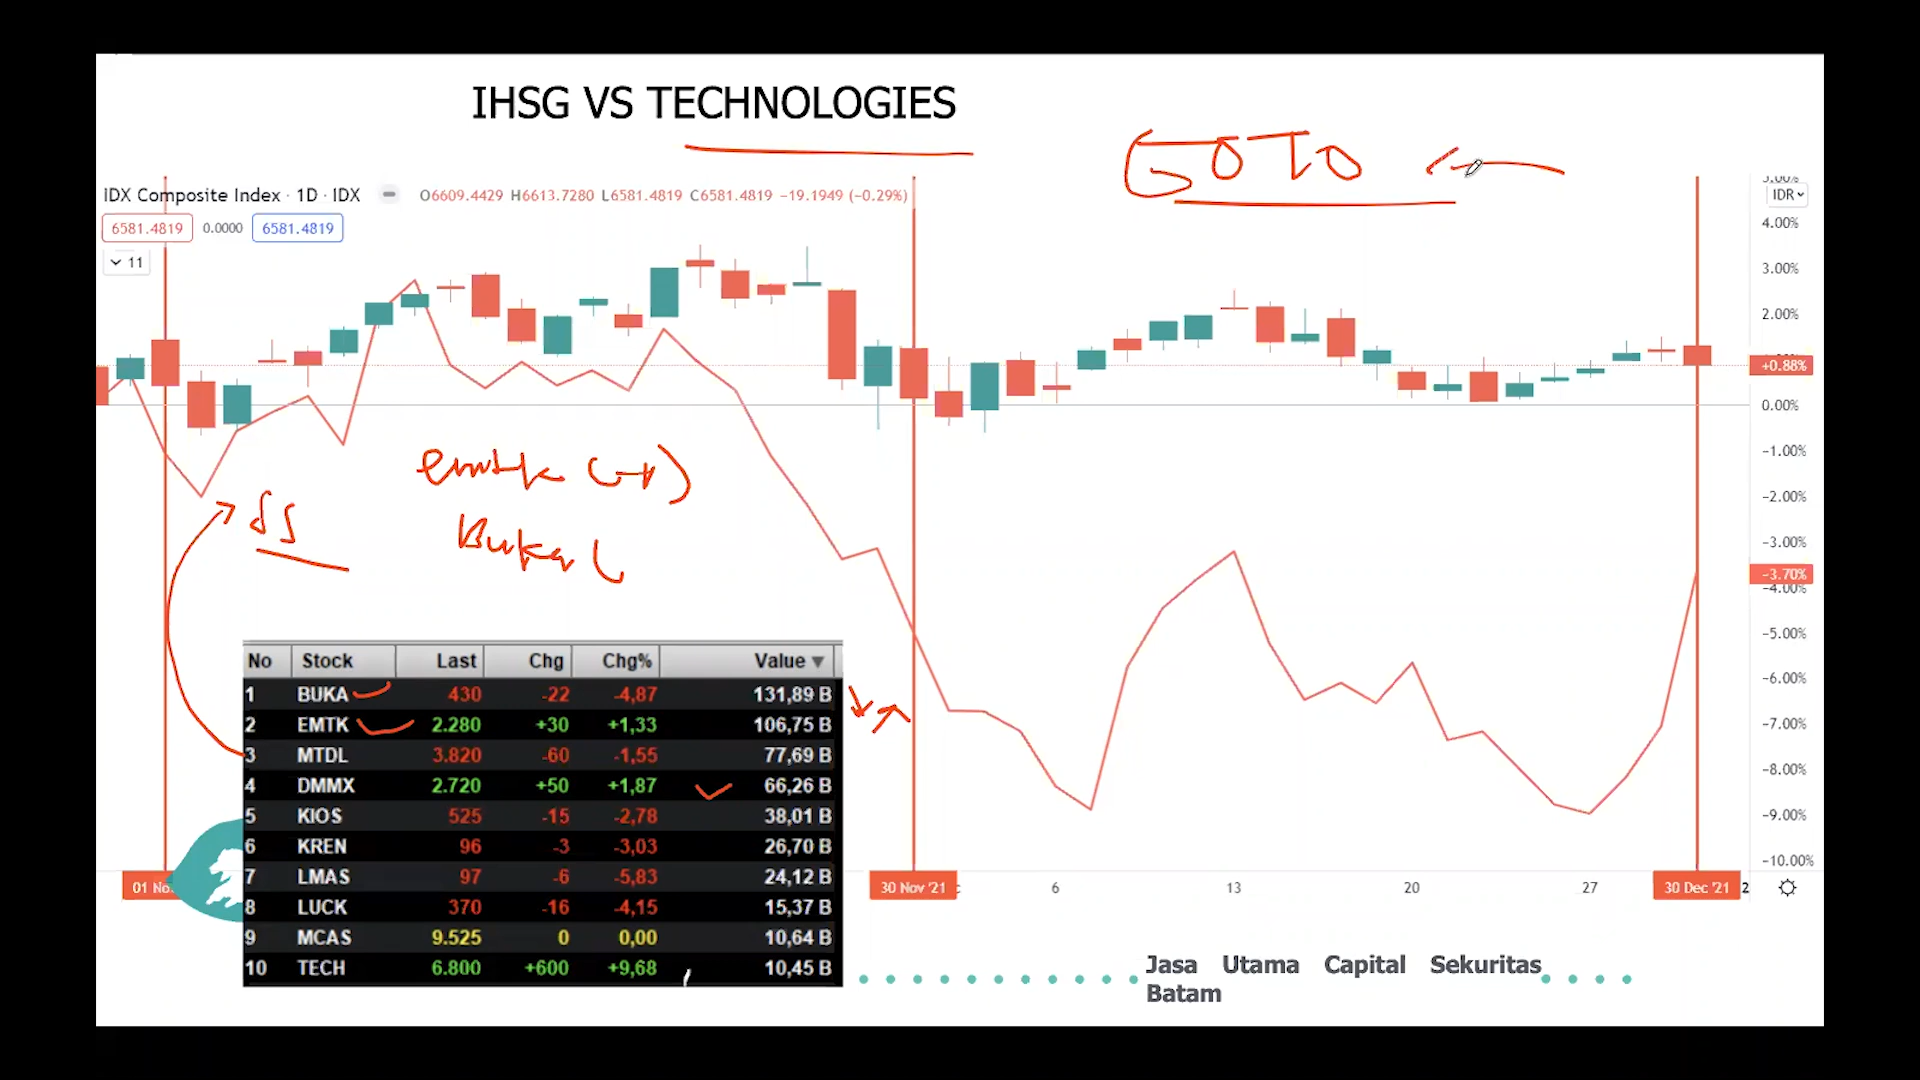 IHSG VS TECHNOLOGIES
GOTO
IDX Composite Index · 1D · IDX
O6609.4429 H6613.7280 L6581.4819 C6581.4819 −19.1949 (−0.29%)
6581.4819 0.0000 6581.4819
11
IDR
4.00%
3.00%
2.00%
+0.88%
0.00%
−1.00%
−2.00%
−3.00%
−3.70%
−4.00%
−5.00%
−6.00%
−7.00%
−8.00%
−9.00%
−10.00%
emtk (+)
Buka (
No Stock Last Chg Chg% Value
1 BUKA 430 -22 -4,87 131,89 B
2 EMTK 2.280 +30 +1,33 106,75 B
3 MTDL 3.820 -60 -1,55 77,69 B
4 DMMX 2.720 +50 +1,87 66,26 B
5 KIOS 525 -15 -2,78 38,01 B
6 KREN 96 -3 -3,03 26,70 B
7 LMAS 97 -6 -5,83 24,12 B
8 LUCK 370 -16 -4,15 15,37 B
9 MCAS 9.525 0 0,00 10,64 B
10 TECH 6.800 +600 +9,68 10,45 B
01 No 30 Nov '21 6 13 20 27 30 Dec '21 2
Jasa Utama Capital Sekuritas
Batam